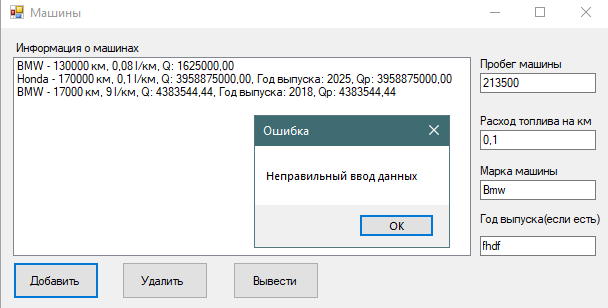 Машины
Информация о машинах
BMW - 130000 км, 0,08 l/км, Q: 1625000,00
Honda - 170000 км, 0,1 l/км, Q: 3958875000,00, Год выпуска: 2025, Qp: 3958875000,00
BMW - 17000 км, 9 l/км, Q: 4383544,44, Год выпуска: 2018, Qp: 4383544,44
Ошибка
Неправильный ввод данных
OK
Пробег машины
213500
Расход топлива на км
0,1
Марка машины
Bmw
Год выпуска(если есть)
fhdf
Добавить
Удалить
Вывести